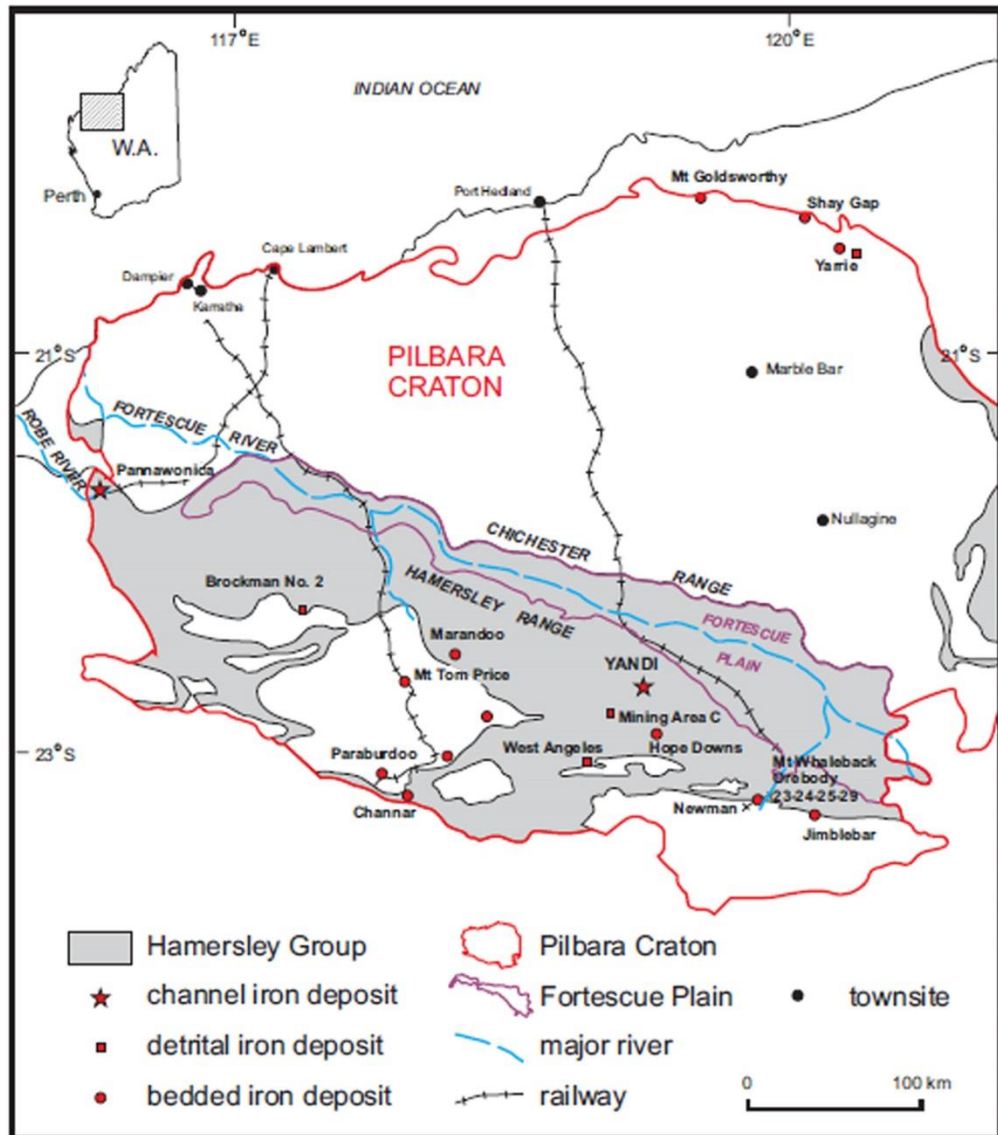 117°E
120°E
INDIAN OCEAN
W.A.
Perth
Port Hedland
Mt Goldsworthy
Shay Gap
Yarrie
Cape Lambert
Dampier
Karratha
21°S
21°S
PILBARA
CRATON
Marble Bar
FORTESCUE RIVER
ROBE RIVER
Pannawonica
Nullagine
CHICHESTER RANGE
HAMERSLEY RANGE
FORTESCUE
PLAIN
Brockman No. 2
Marandoo
Mt Tom Price
YANDI
Mining Area C
23°S
Paraburdoo
West Angeles
Hope Downs
Mt Whaleback
Orebody
23-24-25-29
Channar
Newman
Jimblebar
Hamersley Group
Pilbara Craton
channel iron deposit
Fortescue Plain
townsite
detrital iron deposit
major river
bedded iron deposit
railway
0
100 km